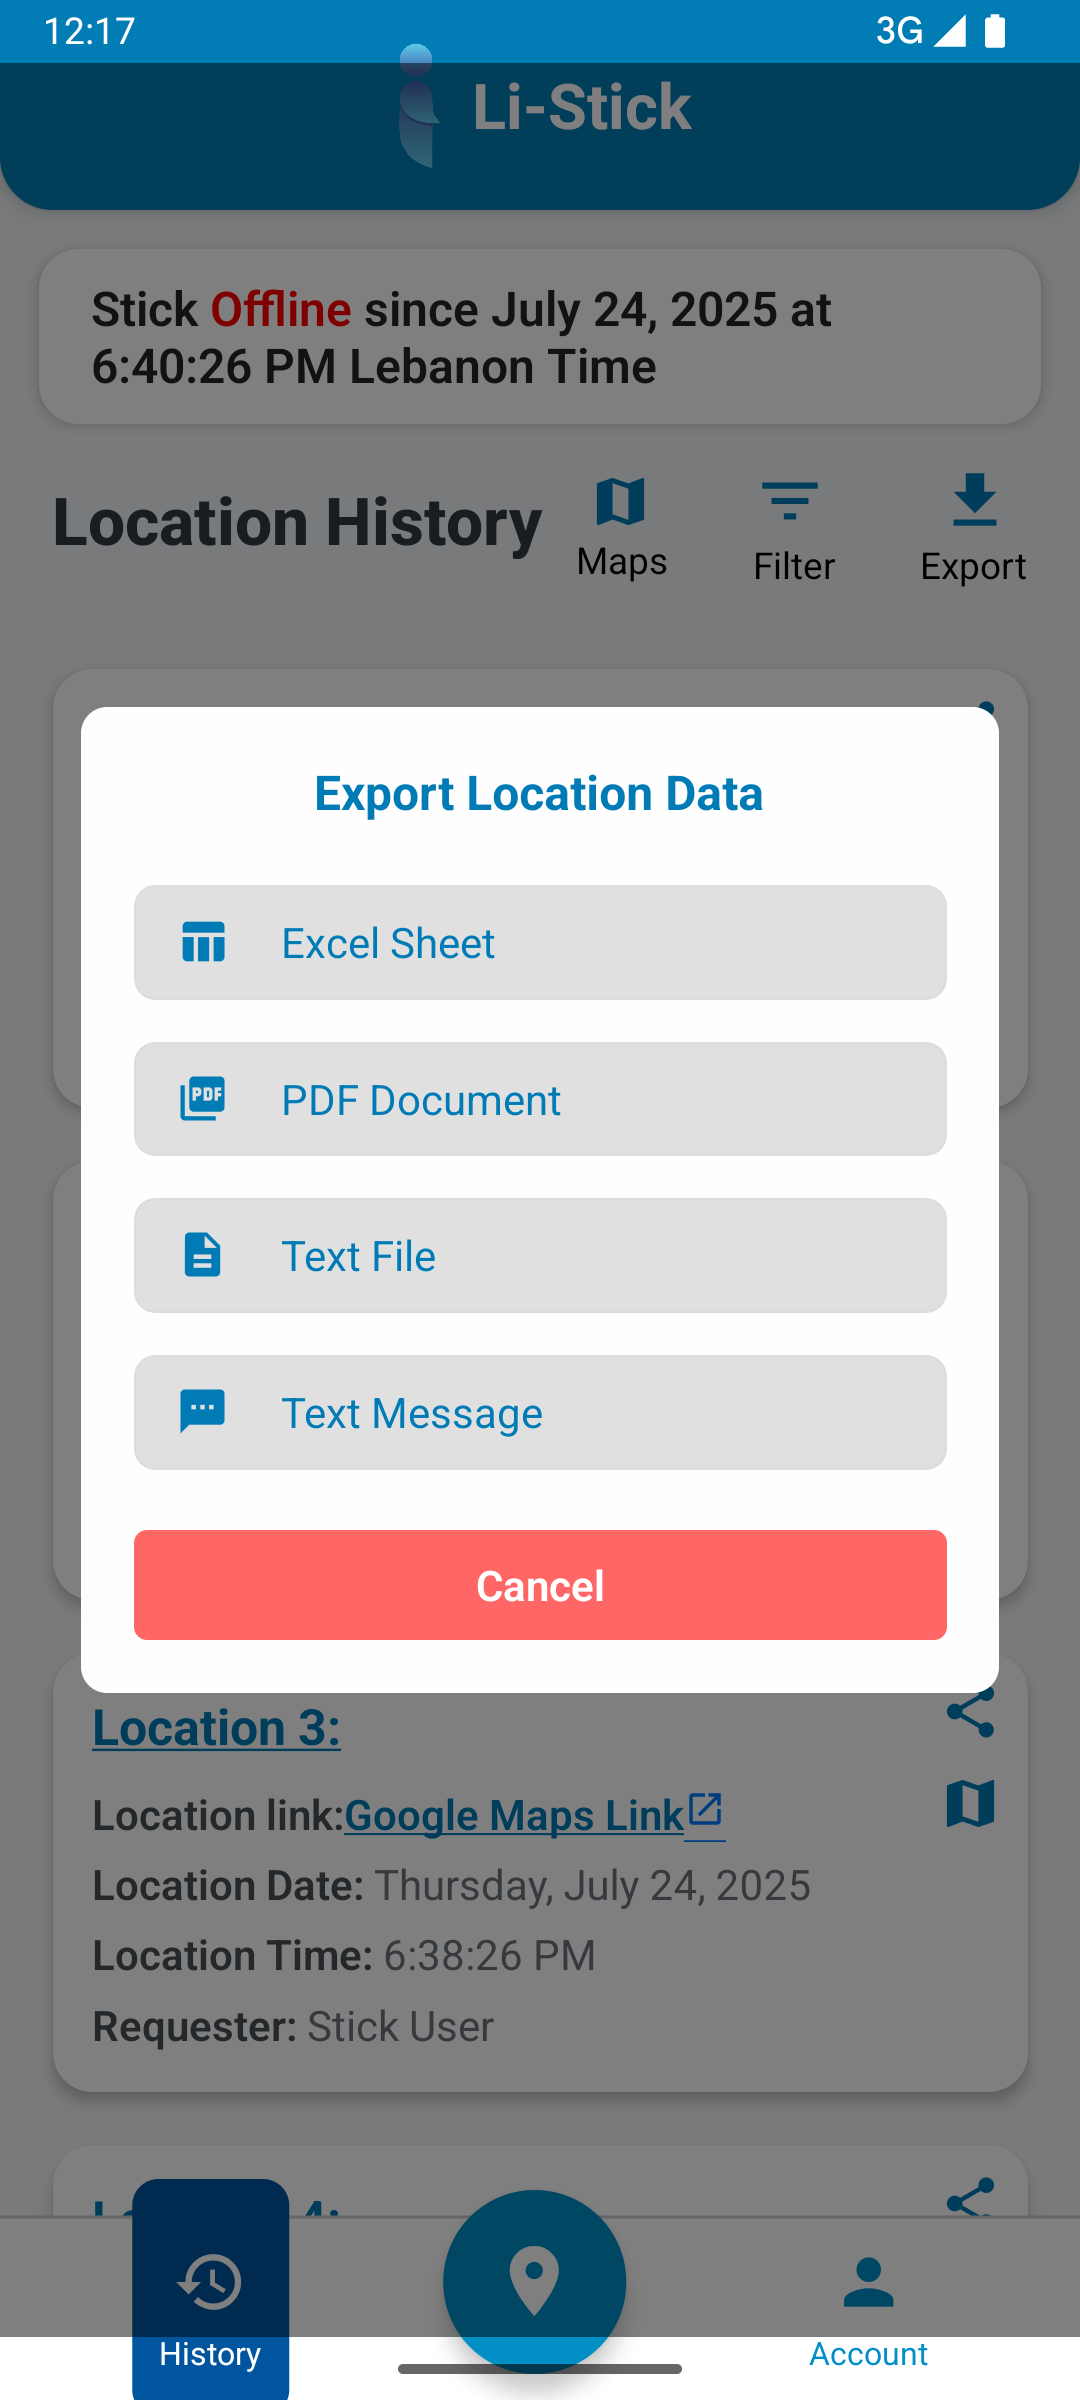 12:17
3G
Li-Stick
Stick Offline since July 24, 2025 at
6:40:26 PM Lebanon Time
Location History
Maps
Filter
Export
Export Location Data
Excel Sheet
PDF
PDF Document
Text File
Text Message
Cancel
Location 3:
Location link:Google Maps Link
Location Date: Thursday, July 24, 2025
Location Time: 6:38:26 PM
Requester: Stick User
4:
History
Account